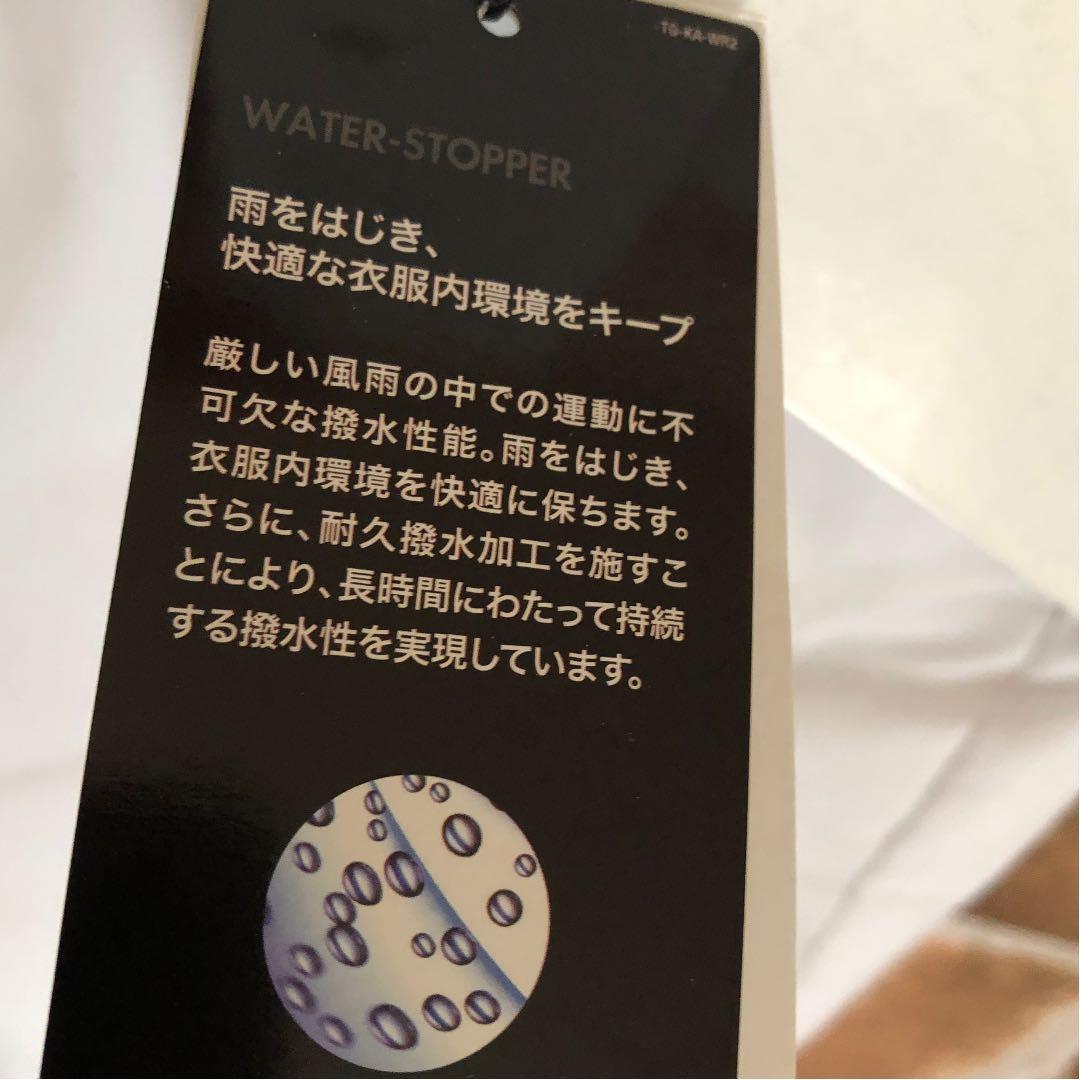 TG-KA-WR2
WATER-STOPPER
雨をはじき、
快適な衣服内環境をキープ
厳しい風雨の中での運動に不
可欠な撥水性能。雨をはじき、
衣服内環境を快適に保ちます。
さらに、耐久撥水加工を施すこ
とにより、長時間にわたって持続
する撥水性を実現しています。